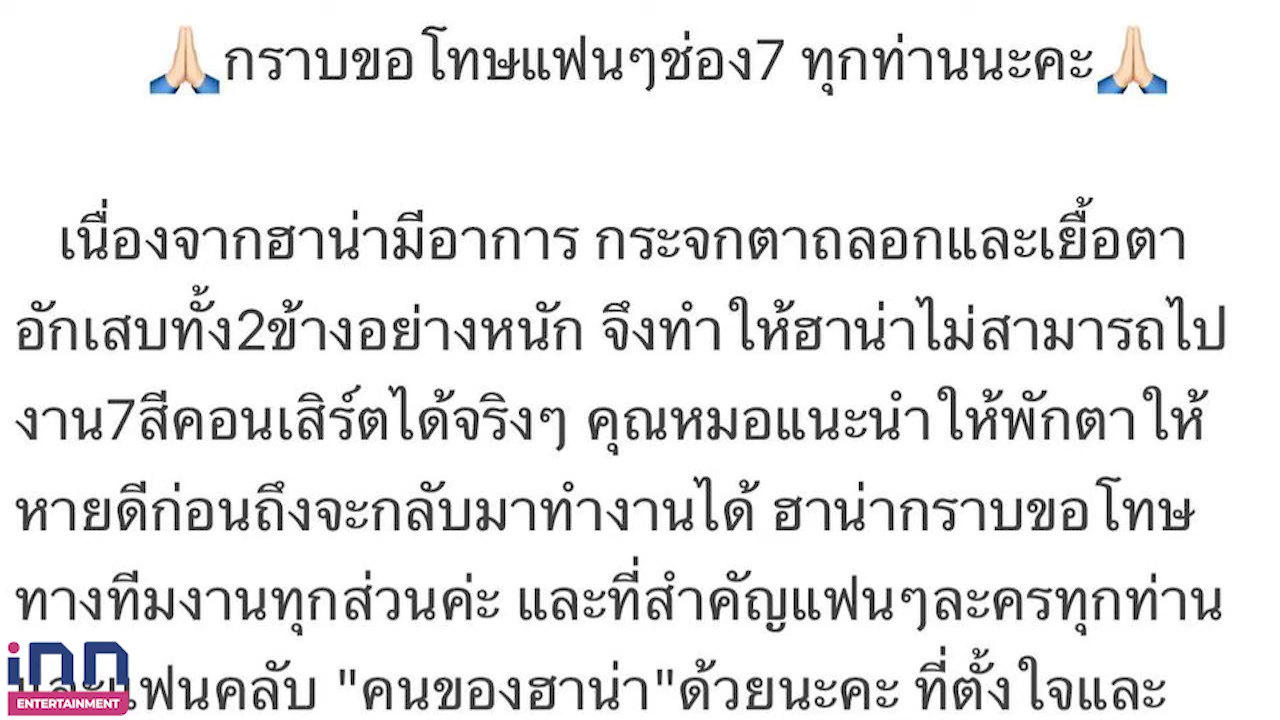 🙏🏻กราบขอโทษแฟนๆช่อง7 ทุกท่านนะคะ🙏🏻
เนื่องจากฮาน่ามีอาการ กระจกตาถลอกและเยื้อตา
อักเสบทั้ง2ข้างอย่างหนัก จึงทำให้ฮาน่าไม่สามารถไป
งาน7สีคอนเสิร์ตได้จริงๆ คุณหมอแนะนำให้พักตาให้
หายดีก่อนถึงจะกลับมาทำงานได้ ฮาน่ากราบขอโทษ
ทางทีมงานทุกส่วนค่ะ และที่สำคัญแฟนๆละครทุกท่าน
และแฟนคลับ "คนของฮาน่า"ด้วยนะคะ ที่ตั้งใจและ
inn
ENTERTAINMENT